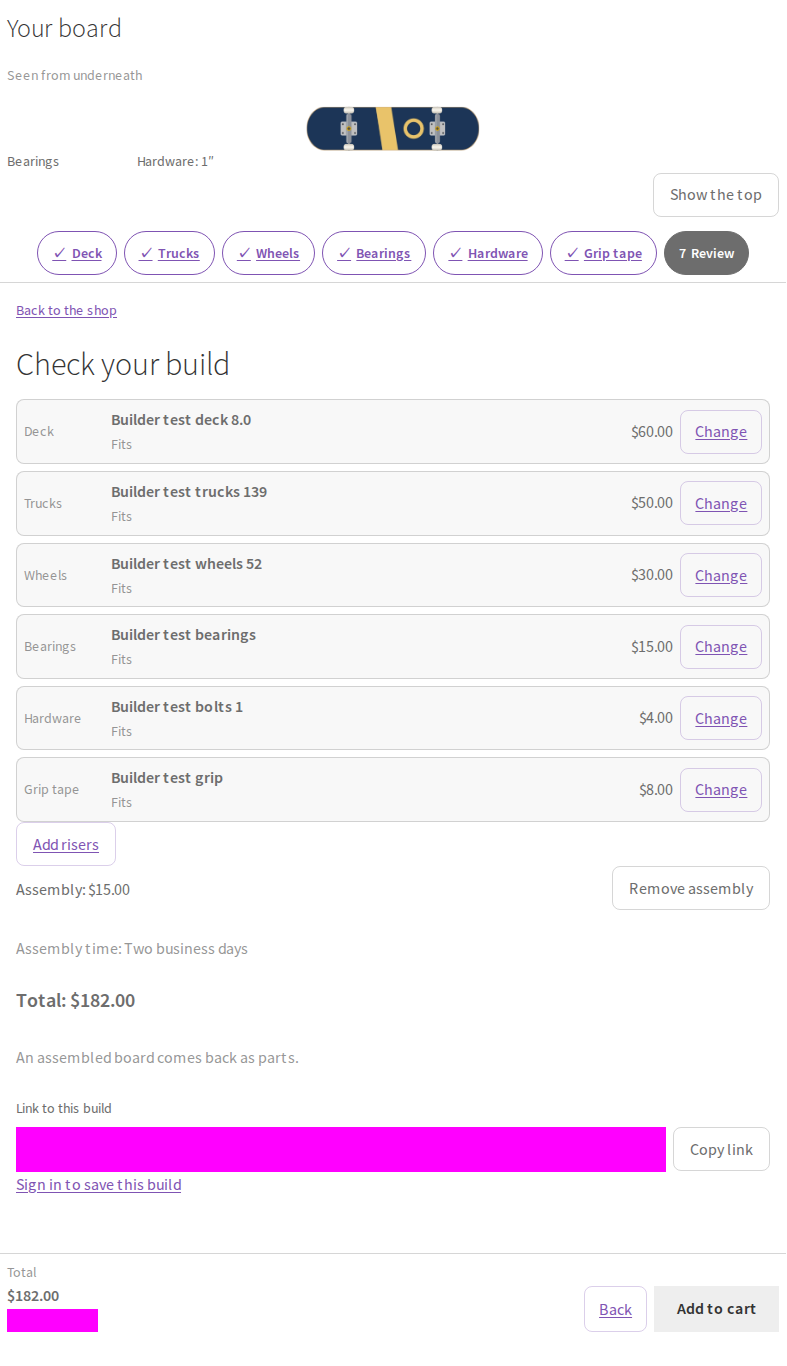 Your board
Seen from underneath
Bearings
Hardware: 1″
Show the top
✓ Deck
✓ Trucks
✓ Wheels
✓ Bearings
✓ Hardware
✓ Grip tape
7 Review
Back to the shop
Check your build
Deck
Builder test deck 8.0
Fits
$60.00
Change
Trucks
Builder test trucks 139
Fits
$50.00
Change
Wheels
Builder test wheels 52
Fits
$30.00
Change
Bearings
Builder test bearings
Fits
$15.00
Change
Hardware
Builder test bolts 1
Fits
$4.00
Change
Grip tape
Builder test grip
Fits
$8.00
Change
Add risers
Assembly: $15.00
Remove assembly
Assembly time: Two business days
Total: $182.00
An assembled board comes back as parts.
Link to this build
Copy link
Sign in to save this build
Total
$182.00
Back
Add to cart